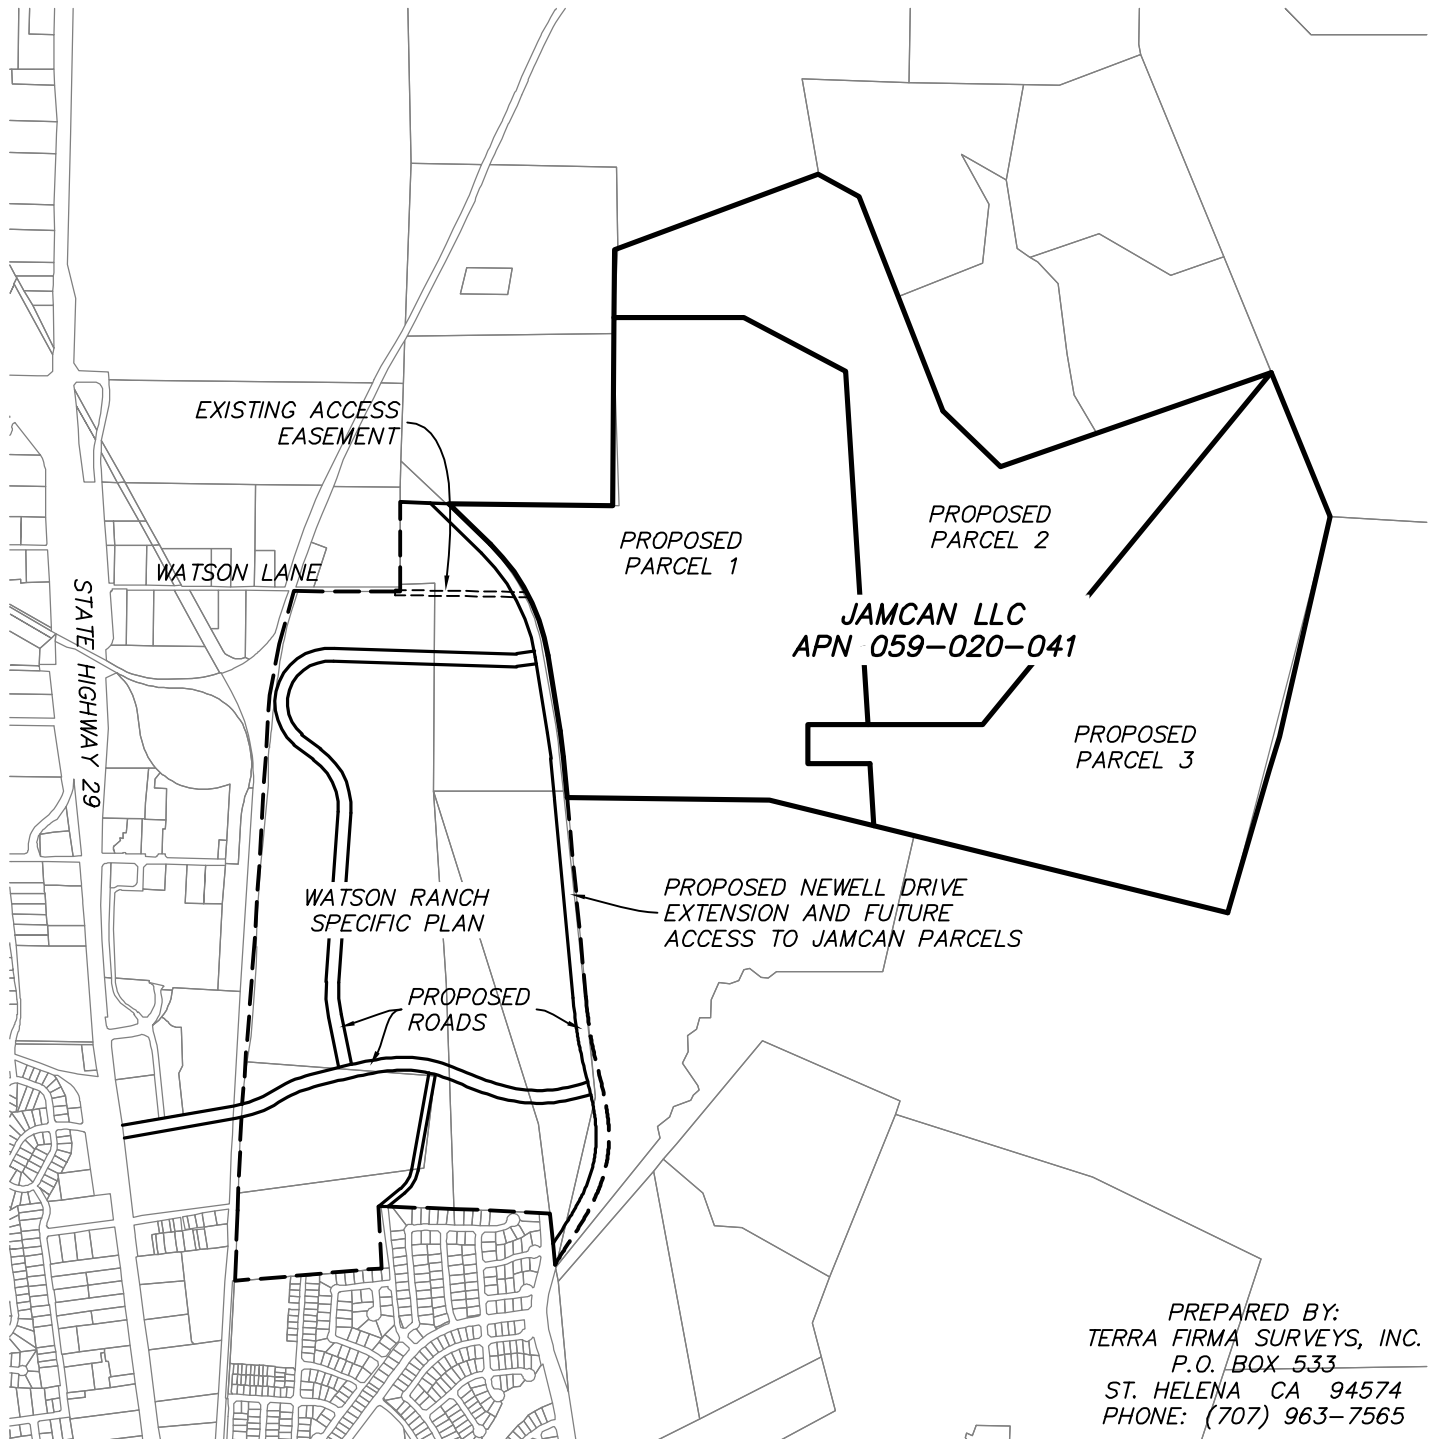 EXISTING ACCESS
EASEMENT
WATSON LANE
STATE HIGHWAY 29
PROPOSED
PARCEL 1
PROPOSED
PARCEL 2
JAMCAN LLC
APN 059-020-041
PROPOSED
PARCEL 3
WATSON RANCH
SPECIFIC PLAN
PROPOSED NEWELL DRIVE
EXTENSION AND FUTURE
ACCESS TO JAMCAN PARCELS
PROPOSED
ROADS
PREPARED BY:
TERRA FIRMA SURVEYS, INC.
P.O. BOX 533
ST. HELENA CA 94574
PHONE: (707) 963-7565